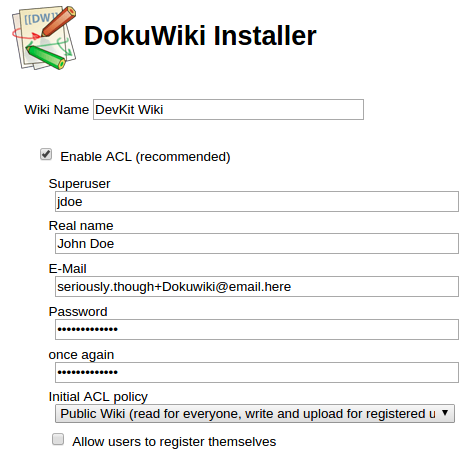 [[DW]]
DokuWiki Installer
Wiki Name DevKit Wiki
Enable ACL (recommended)
Superuser
jdoe
Real name
John Doe
E-Mail
seriously.though+Dokuwiki@email.here
Password
•••••••••••••
once again
•••••••••••••
Initial ACL policy
Public Wiki (read for everyone, write and upload for registered u
Allow users to register themselves